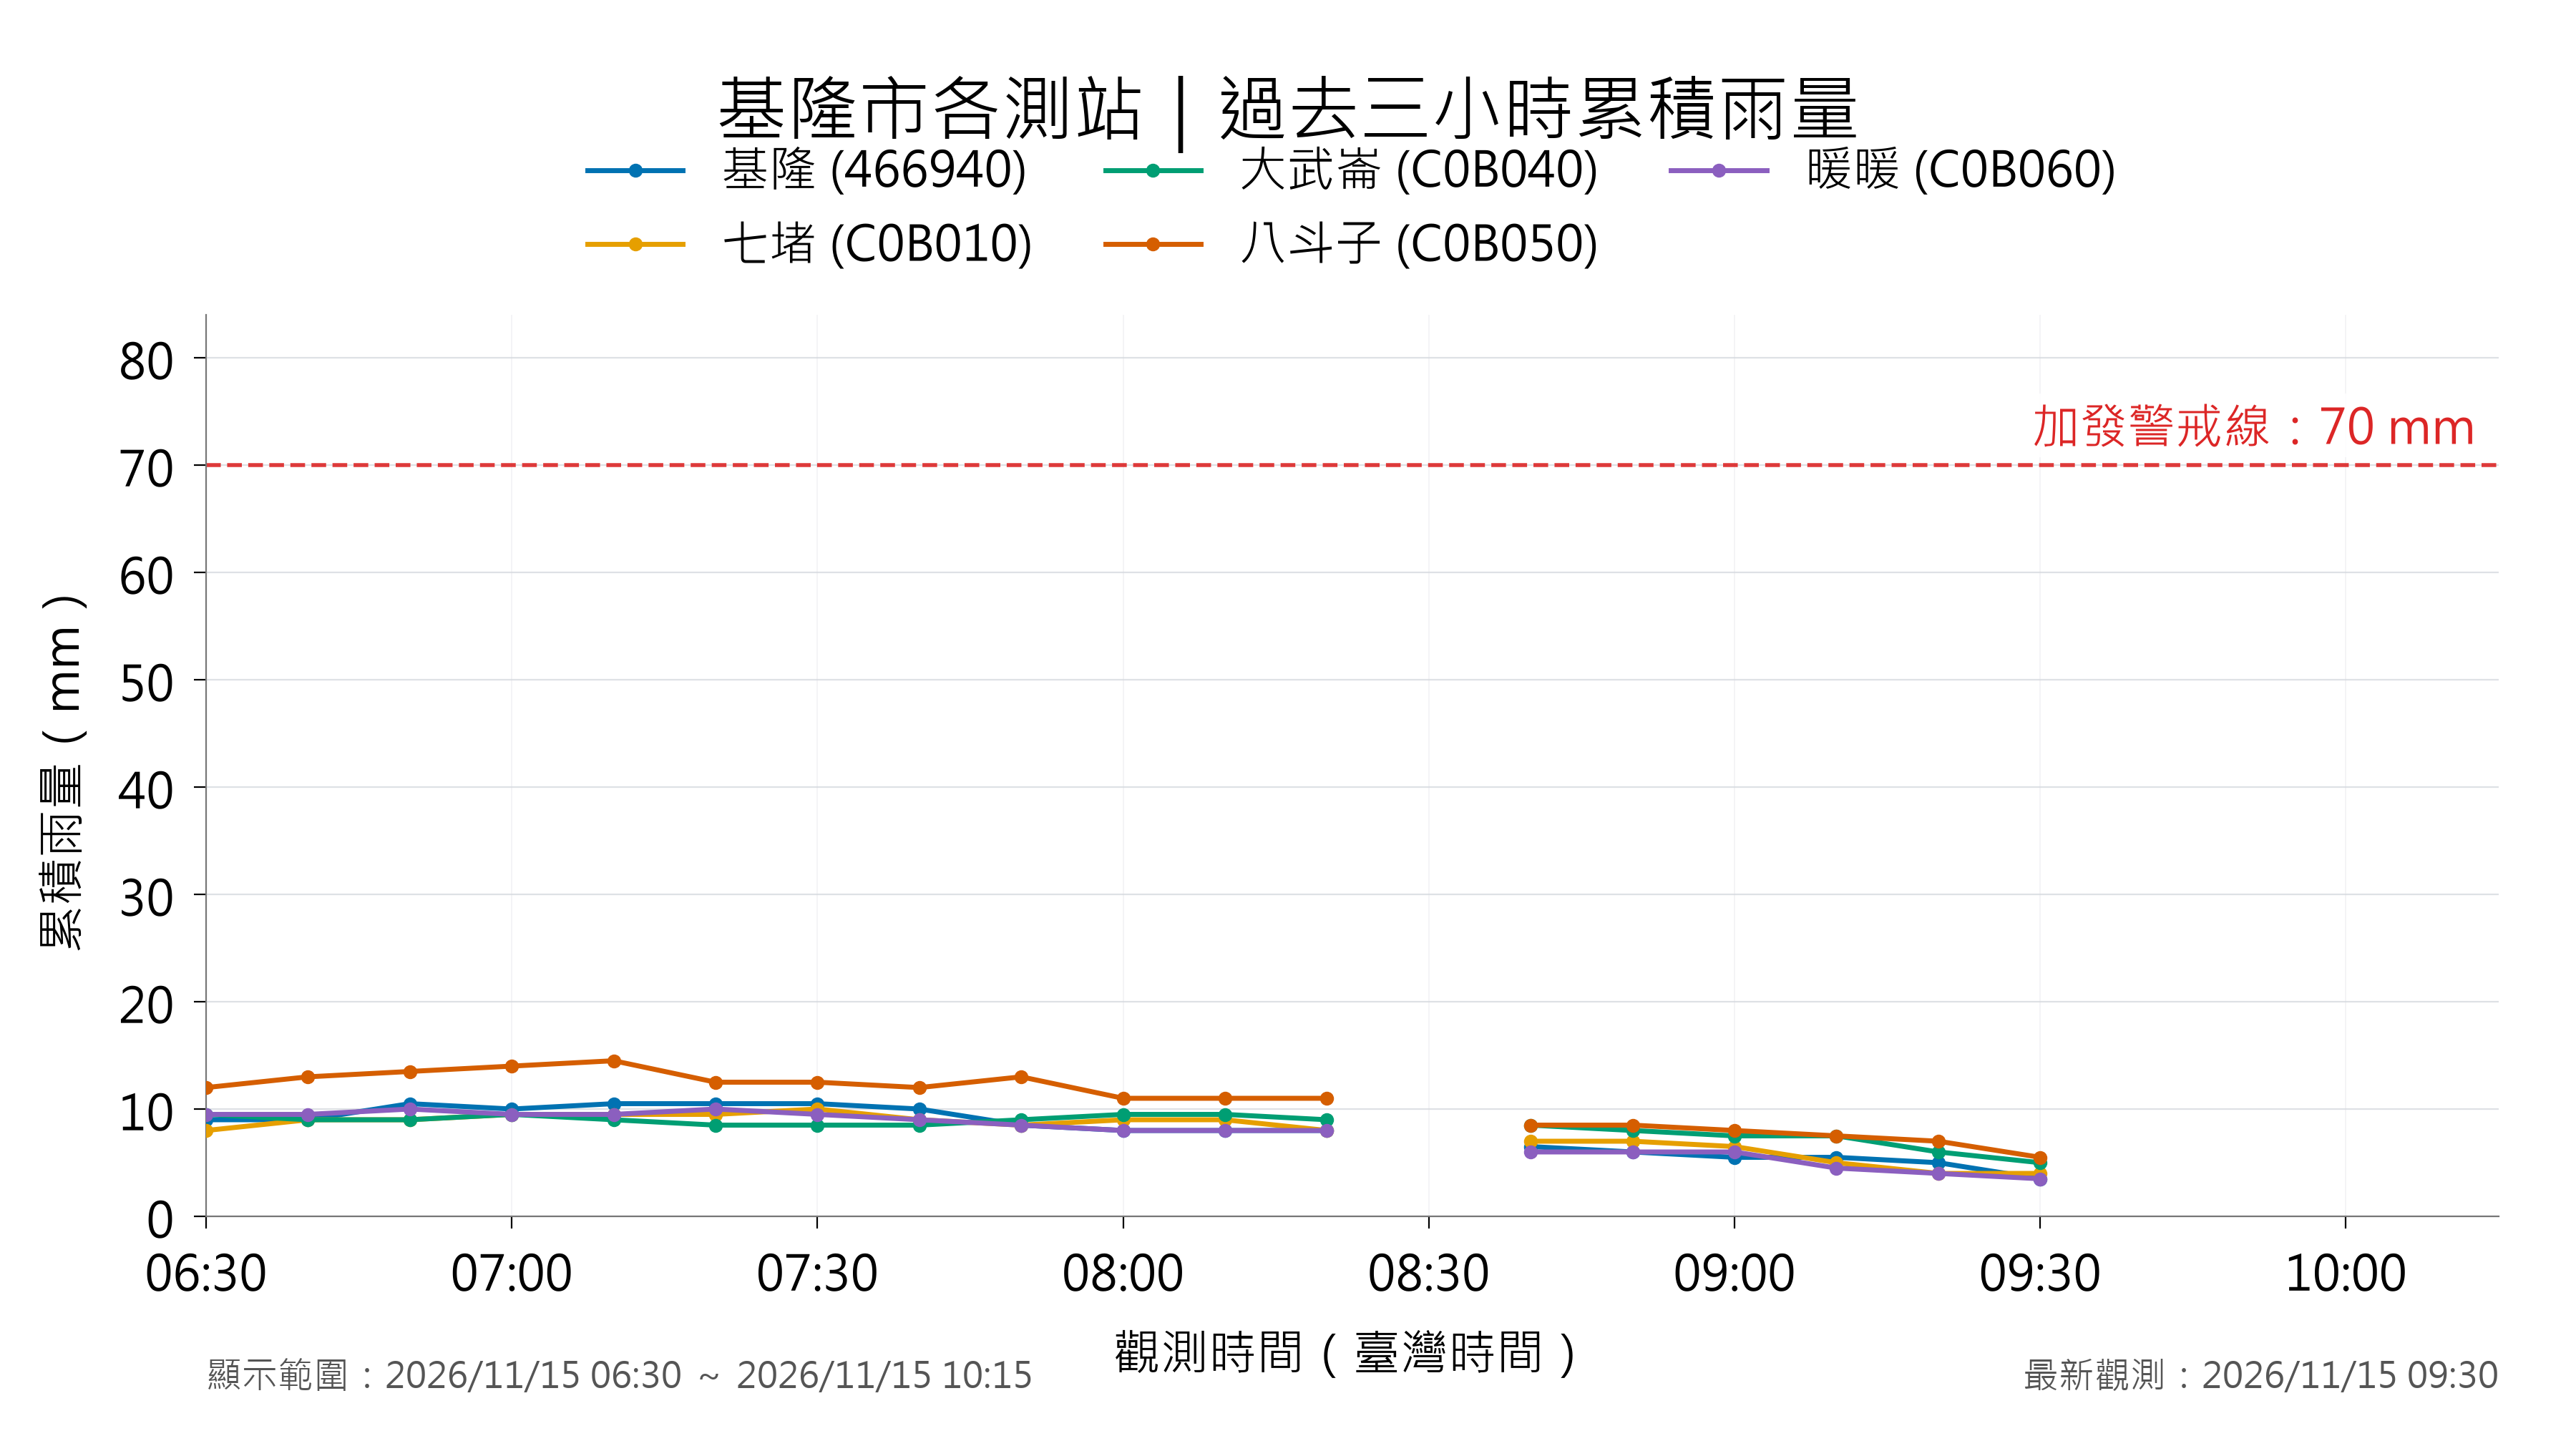 基隆市各測站｜過去三小時累積雨量
基隆 (466940)
大武崙 (C0B040)
暖暖 (C0B060)
七堵 (C0B010)
八斗子 (C0B050)
80
加發警戒線：70 mm
70
60
50
40
30
20
10
0
累積雨量（mm）
06:30
07:00
07:30
08:00
08:30
09:00
09:30
10:00
觀測時間（臺灣時間）
顯示範圍：2026/11/15 06:30 ~ 2026/11/15 10:15
最新觀測：2026/11/15 09:30